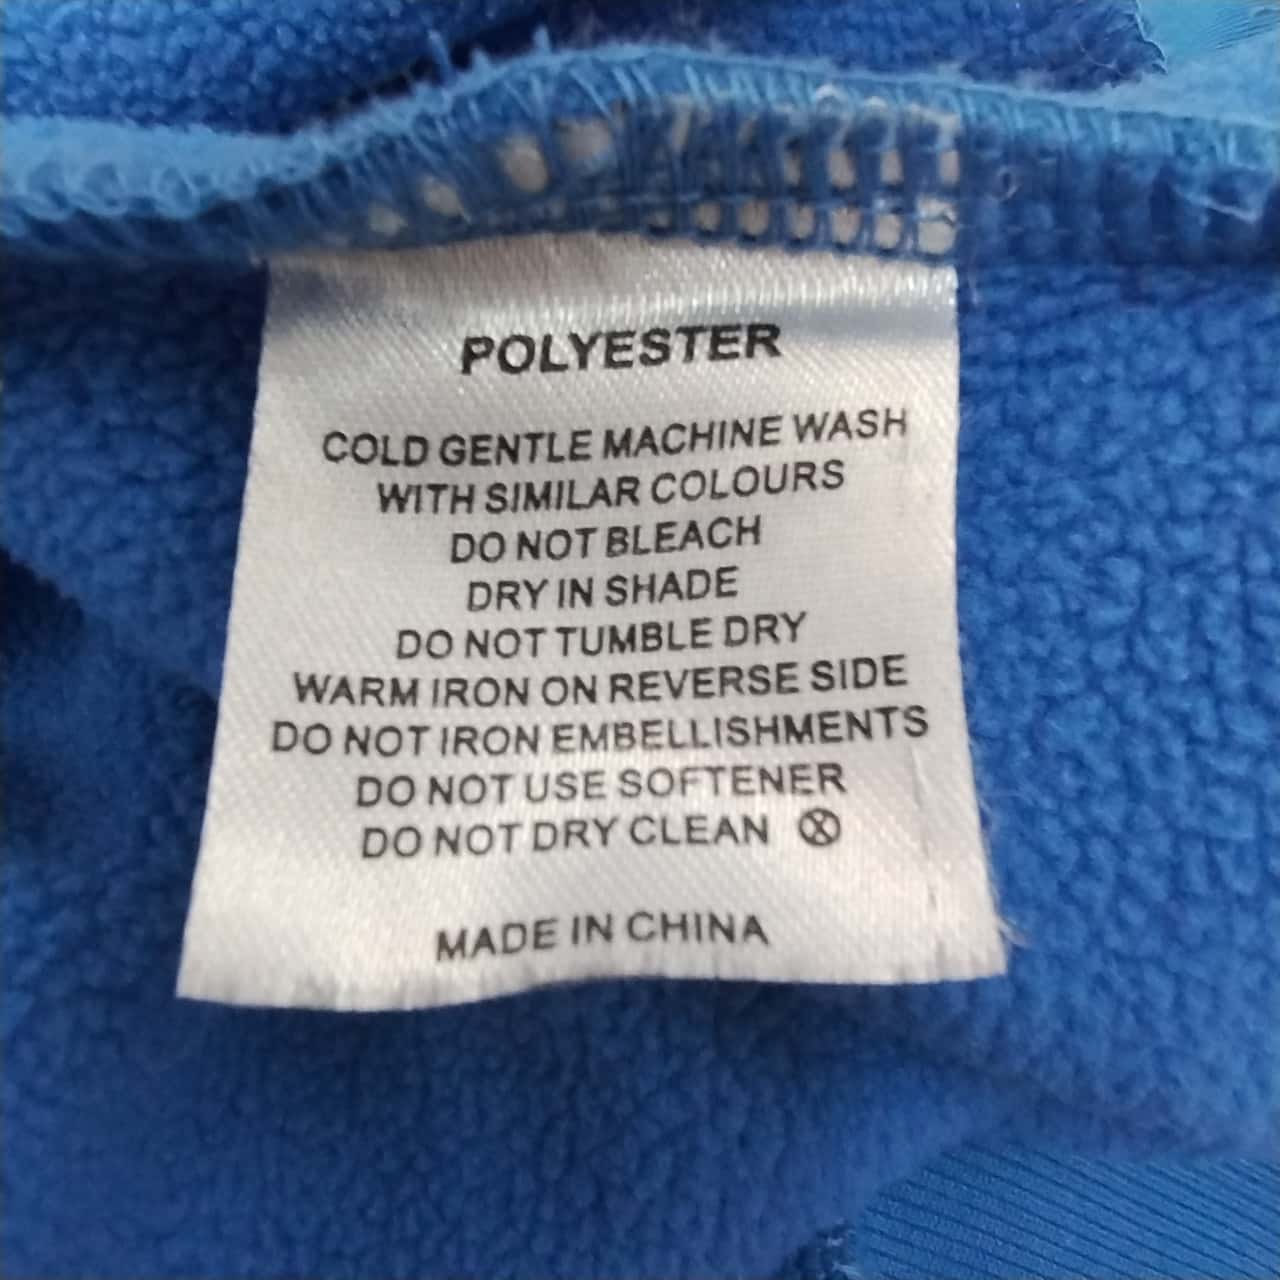 POLYESTER
COLD GENTLE MACHINE WASH
WITH SIMILAR COLOURS
DO NOT BLEACH
DRY IN SHADE
DO NOT TUMBLE DRY
WARM IRON ON REVERSE SIDE
DO NOT IRON EMBELLISHMENTS
DO NOT USE SOFTENER
DO NOT DRY CLEAN Ⓧ
MADE IN CHINA